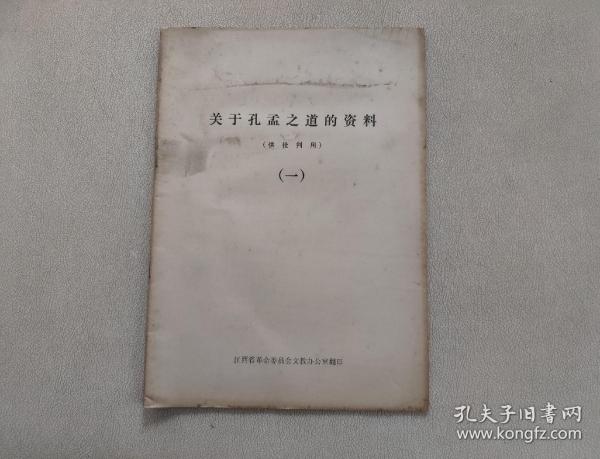 关于孔孟之道的资料
（供批判用）
（一）
江西省革命委员会文教办公室翻印
孔夫子旧书网
www.kongfz.com